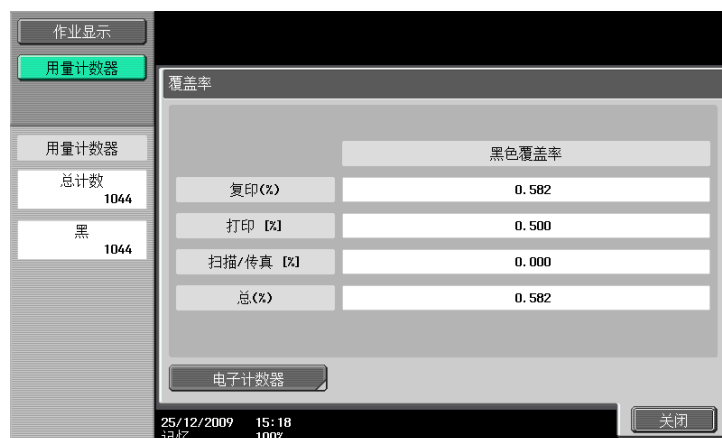 作业显示
用量计数器
用量计数器
总计数
1044
黑
1044
覆盖率
黑色覆盖率
复印(%) 0.582
打印 [%] 0.500
扫描/传真 [%] 0.000
总(%) 0.582
电子计数器
关闭
25/12/2009 15:18
记忆 100%